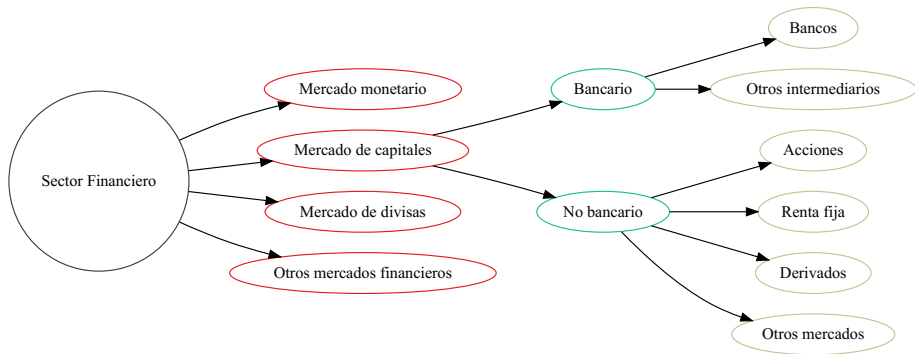 Sector Financiero
Mercado monetario
Mercado de capitales
Mercado de divisas
Otros mercados financieros
Bancario
No bancario
Bancos
Otros intermediarios
Acciones
Renta fija
Derivados
Otros mercados